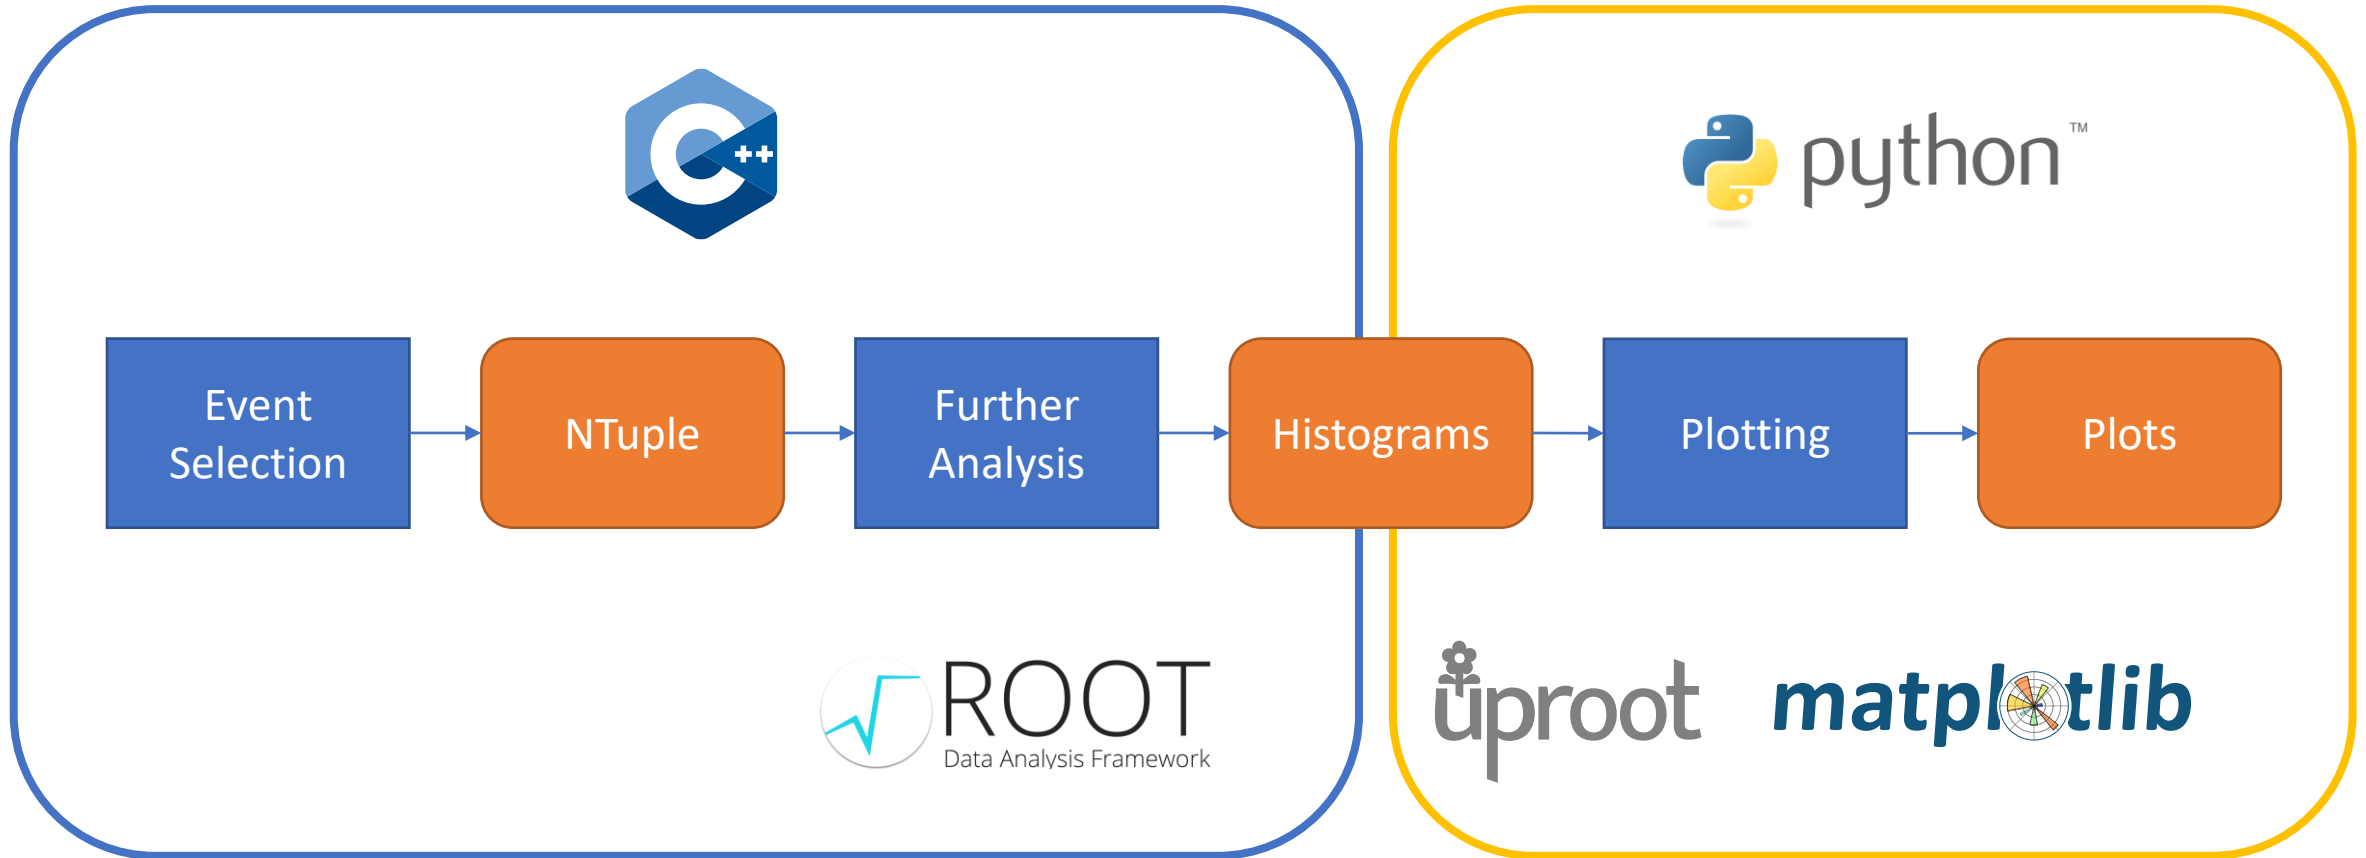 C++
python™
Event
Selection
NTuple
Further
Analysis
Histograms
Plotting
Plots
ROOT
Data Analysis Framework
uproot
matplotlib